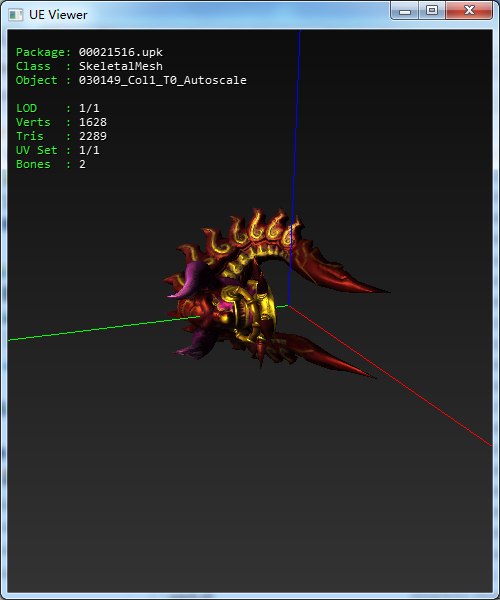 UE Viewer
Package: 00021516.upk
Class  : SkeletalMesh
Object : 030149_Col1_T0_Autoscale
LOD    : 1/1
Verts  : 1628
Tris   : 2289
UV Set : 1/1
Bones  : 2